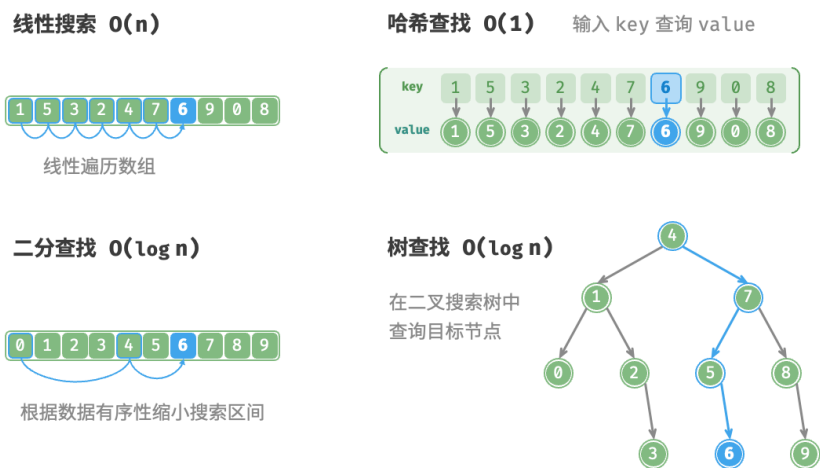 线性搜索 O(n)
1 5 3 2 4 7 6 9 0 8
线性遍历数组
哈希查找 O(1) 输入 key 查询 value
key 1 5 3 2 4 7 6 9 0 8
value 1 5 3 2 4 7 6 9 0 8
二分查找 O(log n)
0 1 2 3 4 5 6 7 8 9
根据数据有序性缩小搜索区间
树查找 O(log n)
在二叉搜索树中
查询目标节点
4
1 7
0 2 5 8
3 6 9